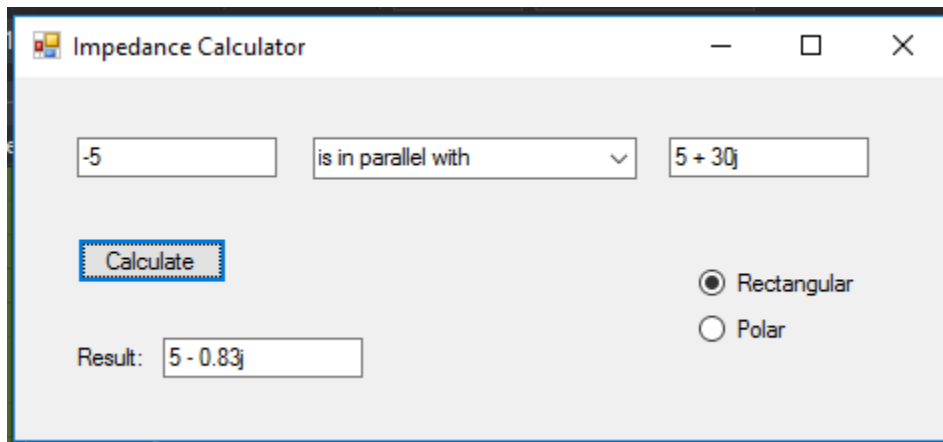 Impedance Calculator
-5 is in parallel with 5 + 30j
Calculate
Rectangular
Polar
Result: 5 - 0.83j